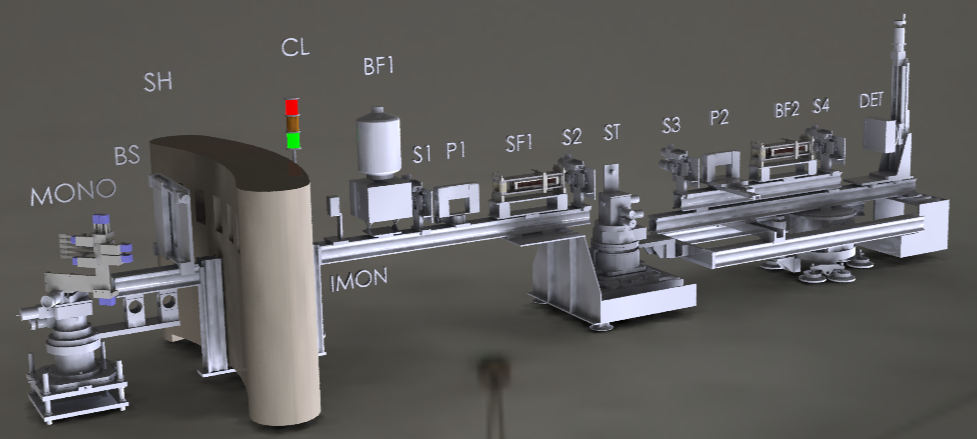 MONO
BS
SH
CL
BF1
IMON
S1
P1
SF1
S2
ST
S3
P2
BF2
S4
DET